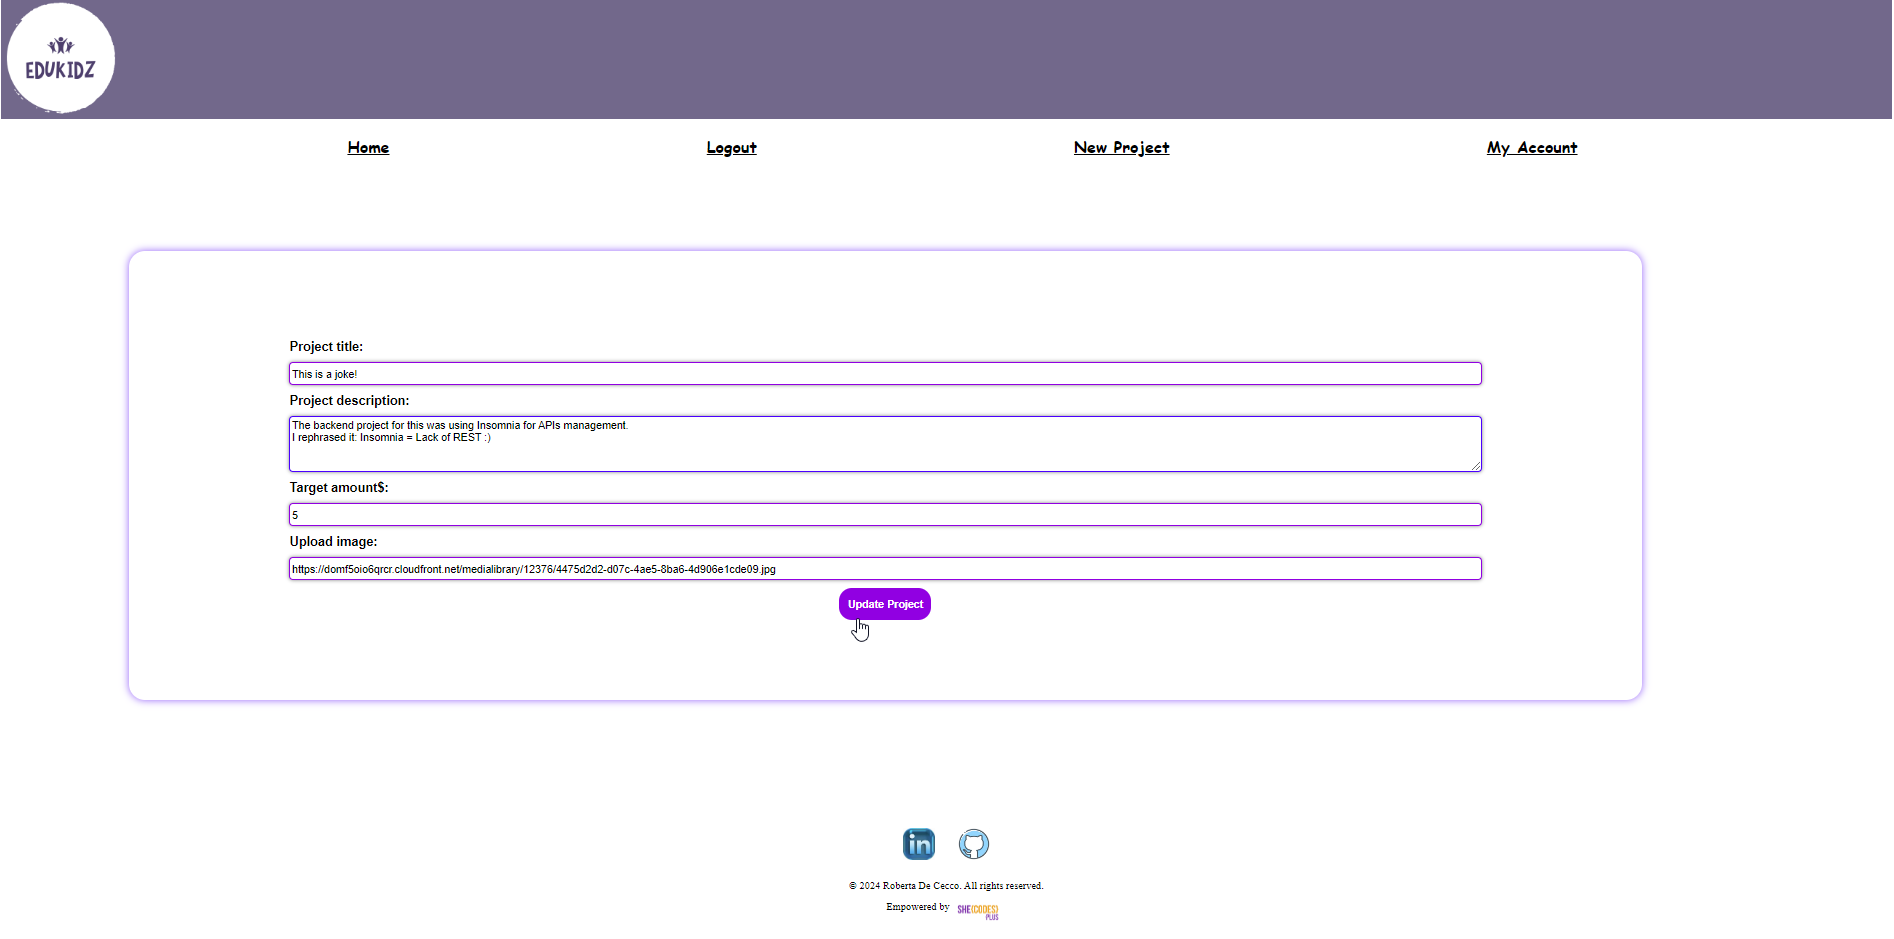 EDUKIDZ
Home Logout New Project My Account
Project title:
This is a joke!
Project description:
The backend project for this was using Insomnia for APIs management.
I rephrased it: Insomnia = Lack of REST :)
Target amount$:
5
Upload image:
https://domf5oio6qrcr.cloudfront.net/medialibrary/12376/4475d2d2-d07c-4ae5-8ba6-4d906e1cde09.jpg
Update Project
in
© 2024 Roberta De Cecco. All rights reserved.
Empowered by SHE{CODES}
PLUS